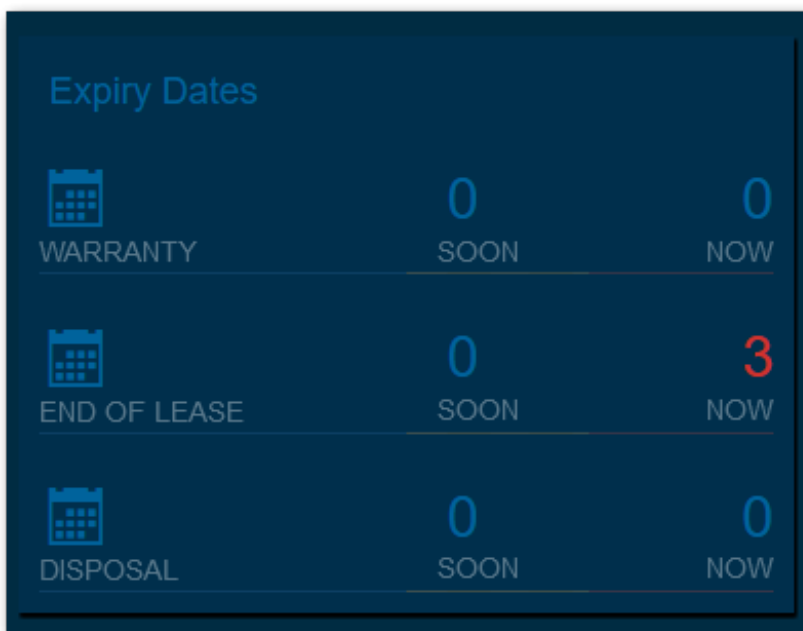 Expiry Dates
0 0
WARRANTY SOON NOW
0 3
END OF LEASE SOON NOW
0 0
DISPOSAL SOON NOW